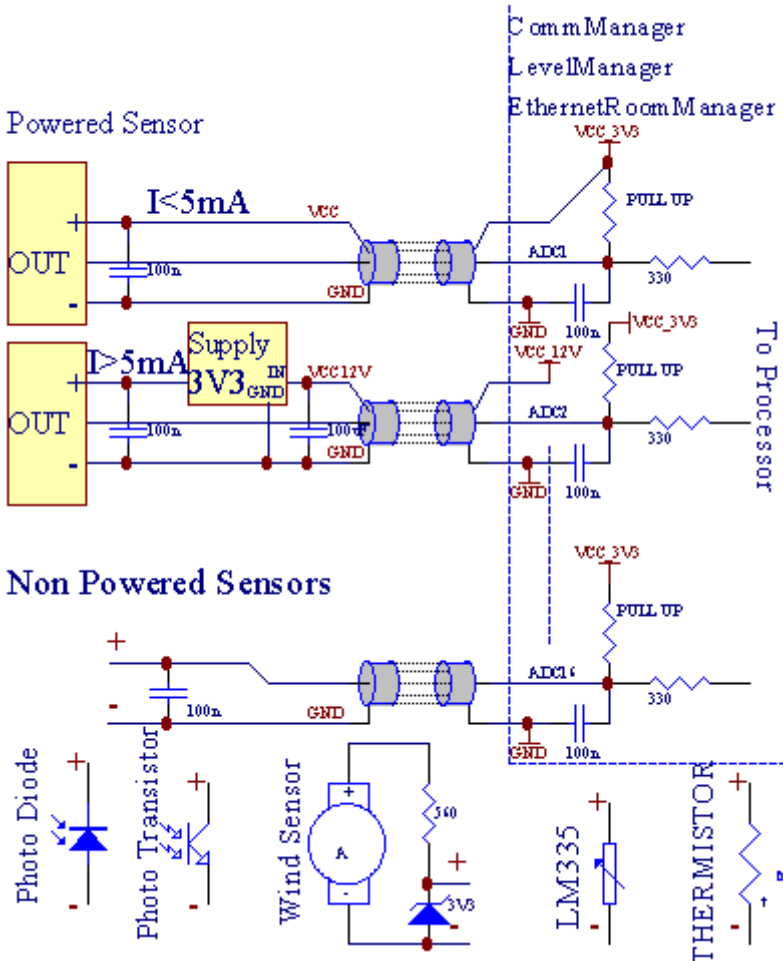 CommManager
LevelManager
EthernetRoomManager
Powered Sensor
VCC_3V3
I<5mA
VCC
PULL UP
+
OUT
-
100n
ADC1
330
GND
GND
100n
I>5mA
Supply
3V3
IN
GND
VCC12V
VCC_12V
VCC_3V3
PULL UP
+
OUT
-
100n
ADC2
330
GND
GND
100n
To Processor
Non Powered Sensors
VCC_3V3
PULL UP
+
-
100n
ADC16
330
GND
GND
100n
Photo Diode
+
-
Photo Transistor
+
-
Wind Sensor
+
A
-
560
+
3V3
-
LM335
+
-
THERMISTOR
+
-
t